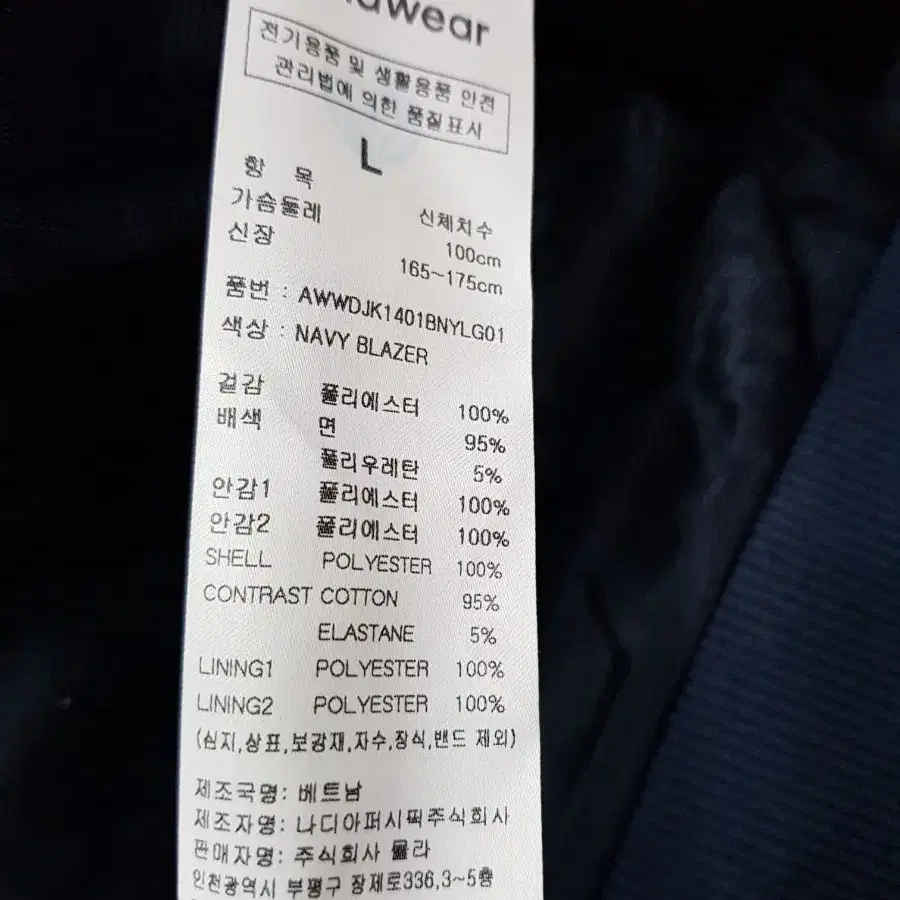 wear
전기용품 및 생활용품 안전
관리법에 의한 품질표시
L
항 목 신체치수
가슴둘레 100cm
신장 165~175cm
품번 : AWWDJK1401BNYLG01
색상 : NAVY BLAZER
겉감 폴리에스터 100%
배색 면 95%
폴리우레탄 5%
안감1 폴리에스터 100%
안감2 폴리에스터 100%
SHELL POLYESTER 100%
CONTRAST COTTON 95%
ELASTANE 5%
LINING1 POLYESTER 100%
LINING2 POLYESTER 100%
(심지,상표,보강재,자수,장식,밴드 제외)
제조국명: 베트남
제조자명: 나디아퍼시픽주식회사
판매자명: 주식회사 물라
인천광역시 부평구 장제로336,3~5층